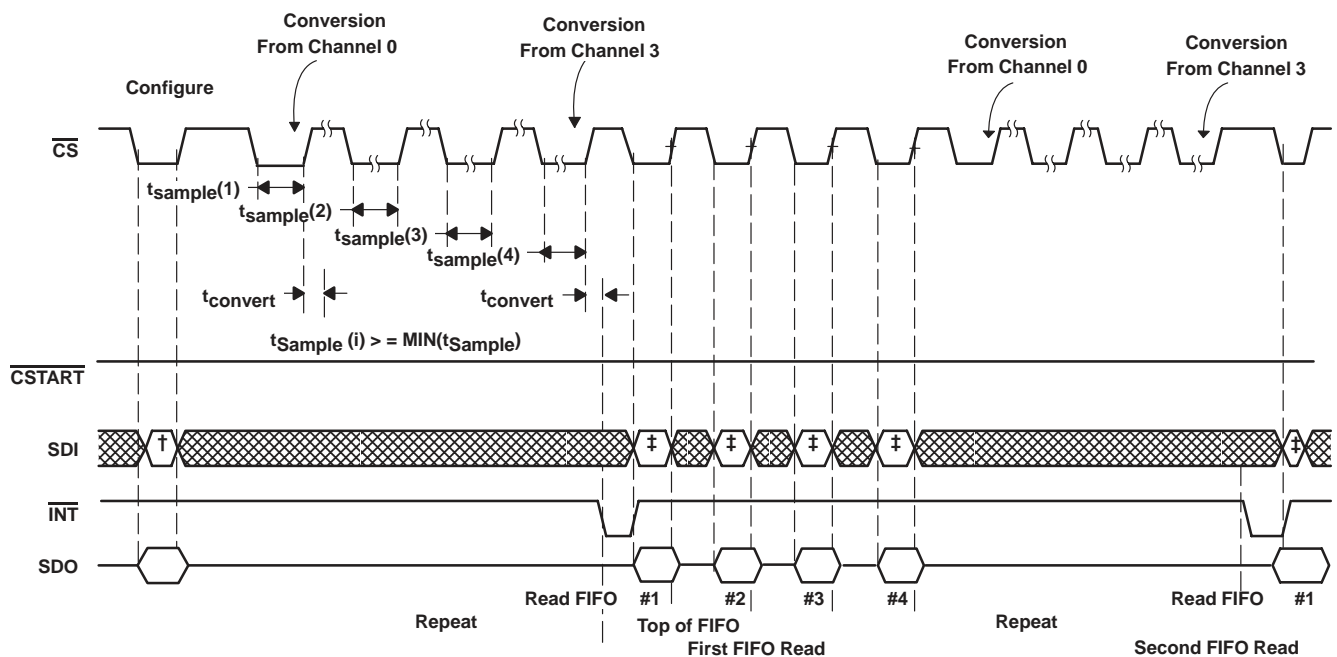 Conversion
From Channel 0
Conversion
From Channel 3
Conversion
From Channel 0
Conversion
From Channel 3
Configure
CS
tsample(1)
tsample(2)
tsample(3)
tsample(4)
tconvert
tconvert
tSample (i) > = MIN(tSample)
CSTART
SDI
†
‡
‡
‡
‡
‡
INT
SDO
Read FIFO
#1
#2
#3
#4
Read FIFO
#1
Repeat
Top of FIFO
First FIFO Read
Repeat
Second FIFO Read